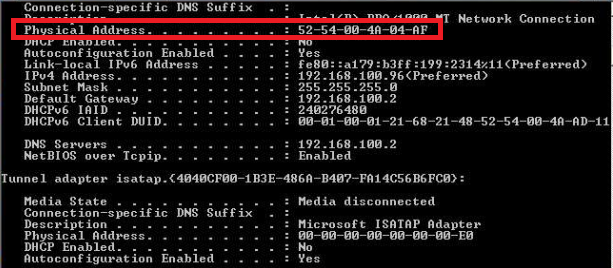 Connection-specific DNS Suffix . :
Description . . . . . . . . . . . : Intel(R) PRO/1000 MT Network Connection
Physical Address. . . . . . . . . : 52-54-00-4A-04-AF
DHCP Enabled. . . . . . . . . . . : No
Autoconfiguration Enabled . . . . : Yes
Link-local IPv6 Address . . . . . : fe80::a179:b3ff:199:2314%11(Preferred)
IPv4 Address. . . . . . . . . . . : 192.168.100.96(Preferred)
Subnet Mask . . . . . . . . . . . : 255.255.255.0
Default Gateway . . . . . . . . . : 192.168.100.2
DHCPv6 IAID . . . . . . . . . . . : 240276480
DHCPv6 Client DUID. . . . . . . . : 00-01-00-01-21-68-21-48-52-54-00-4A-AD-11
DNS Servers . . . . . . . . . . . : 192.168.100.2
NetBIOS over Tcpip. . . . . . . . : Enabled
Tunnel adapter isatap.{4040CF00-1B3E-486A-B407-FA14C56B6FC0}:
Media State . . . . . . . . . . . : Media disconnected
Connection-specific DNS Suffix . :
Description . . . . . . . . . . . : Microsoft ISATAP Adapter
Physical Address. . . . . . . . . : 00-00-00-00-00-00-00-E0
DHCP Enabled. . . . . . . . . . . : No
Autoconfiguration Enabled . . . . : Yes